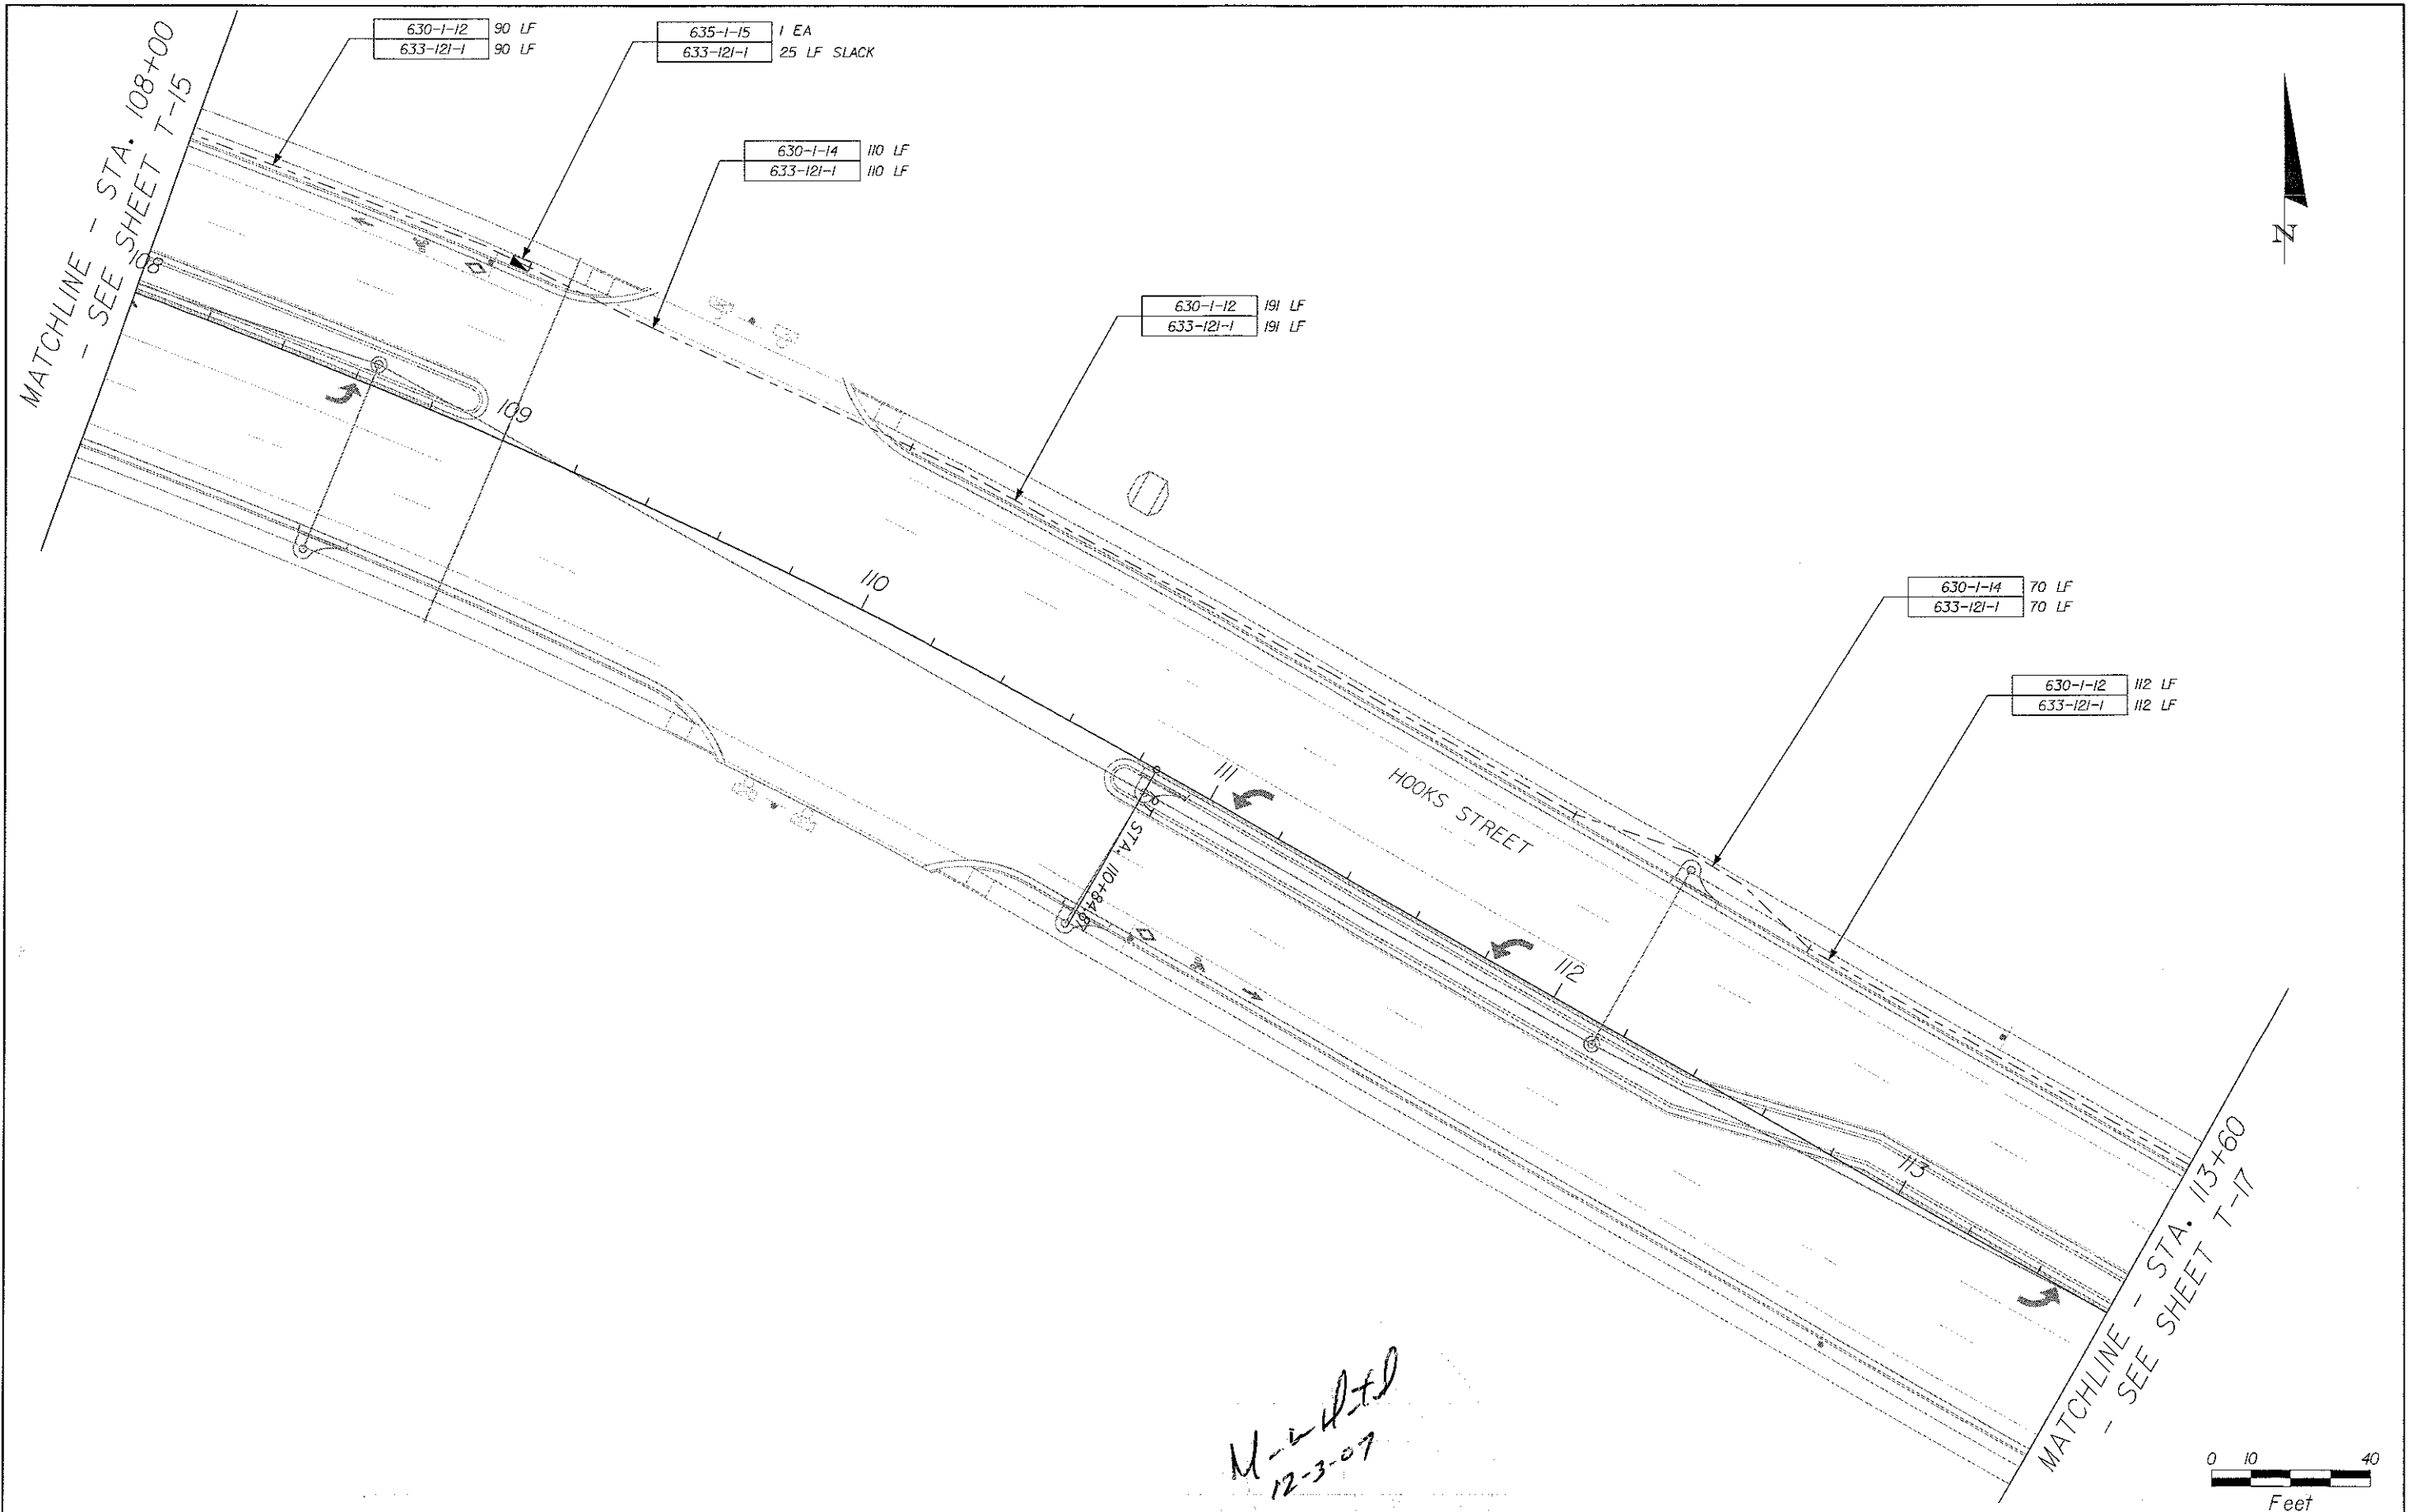 MATCHLINE - STA. 108+00
- SEE SHEET T-15
630-1-12 90 LF
633-121-1 90 LF
635-1-15 1 EA
633-121-1 25 LF SLACK
630-1-14 110 LF
633-121-1 110 LF
630-1-12 191 LF
633-121-1 191 LF
630-1-14 70 LF
633-121-1 70 LF
630-1-12 112 LF
633-121-1 112 LF
N
108
109
110
111
112
113
HOOKS STREET
STA. 110+84.87
MATCHLINE - STA. 113+60
- SEE SHEET T-17
12-3-07
0 10 40
Feet